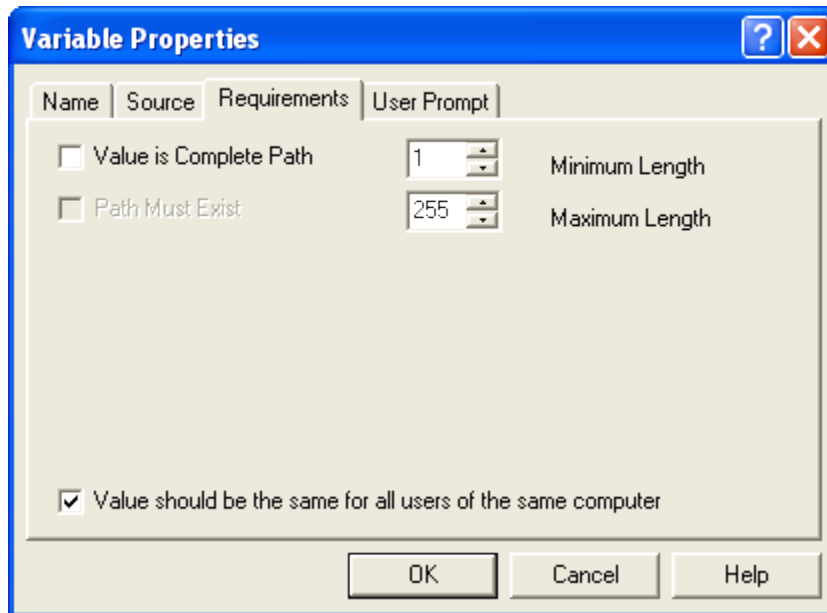 Variable Properties
Name Source Requirements User Prompt
Value is Complete Path 1 Minimum Length
Path Must Exist 255 Maximum Length
Value should be the same for all users of the same computer
OK Cancel Help